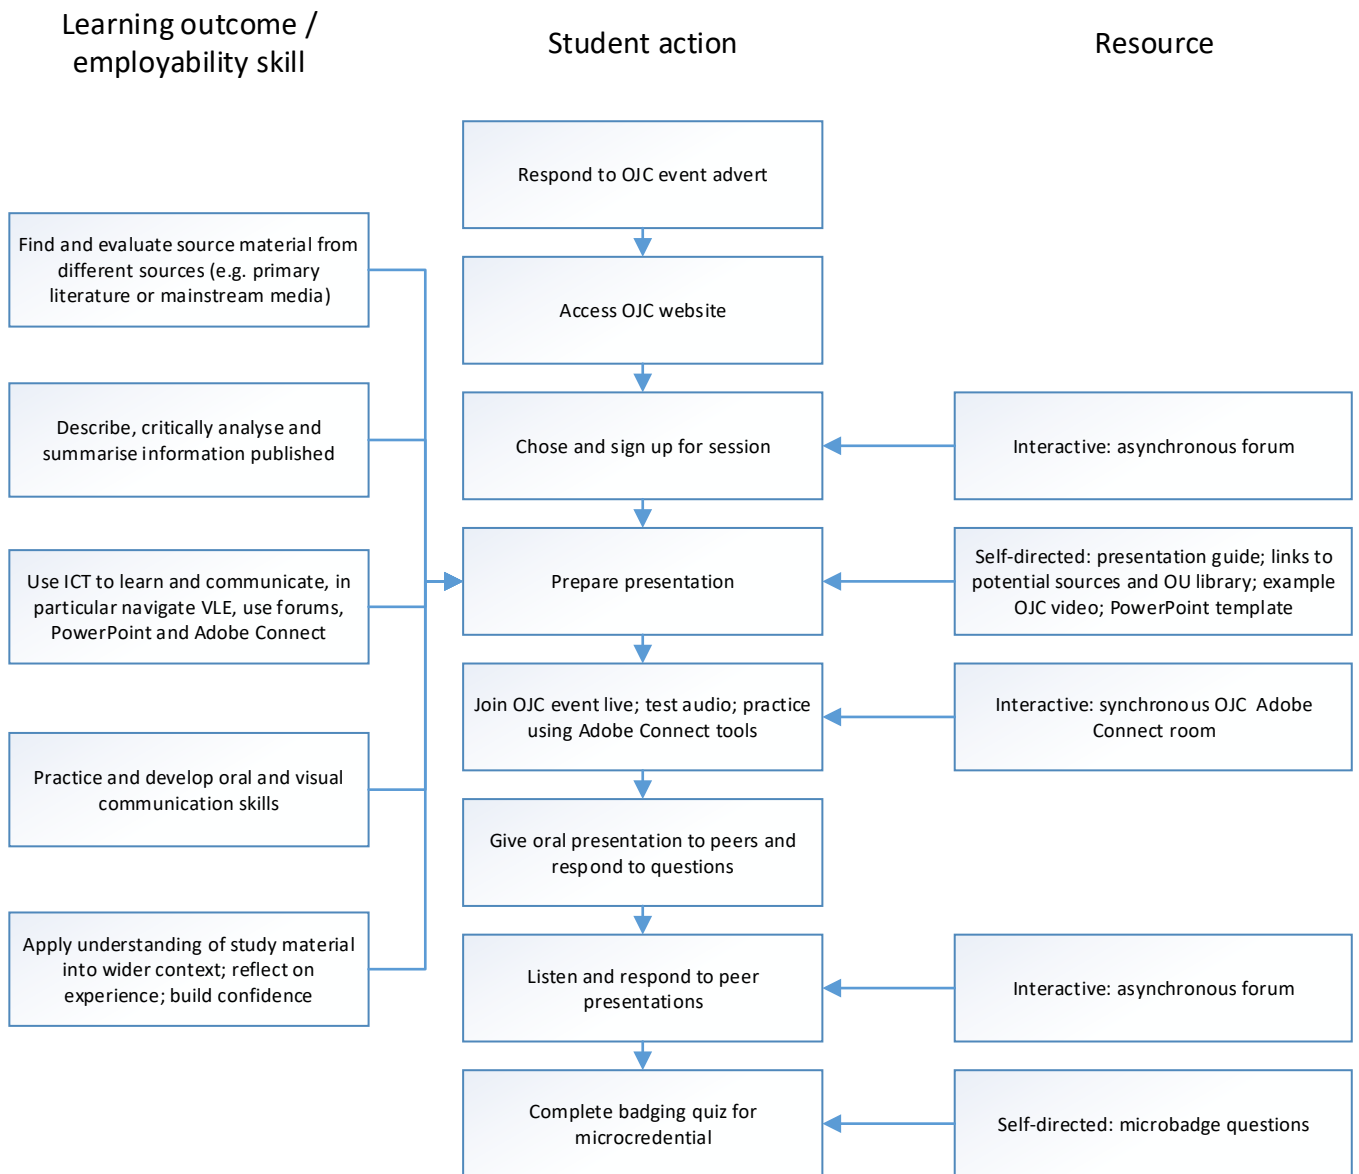 Learning outcome /
employability skill
Student action
Resource
Respond to OJC event advert
Find and evaluate source material from
different sources (e.g. primary
literature or mainstream media)
Access OJC website
Describe, critically analyse and
summarise information published
Chose and sign up for session
Interactive: asynchronous forum
Use ICT to learn and communicate, in
particular navigate VLE, use forums,
PowerPoint and Adobe Connect
Prepare presentation
Self-directed: presentation guide; links to
potential sources and OU library; example
OJC video; PowerPoint template
Practice and develop oral and visual
communication skills
Join OJC event live; test audio; practice
using Adobe Connect tools
Interactive: synchronous OJC Adobe
Connect room
Give oral presentation to peers and
respond to questions
Apply understanding of study material
into wider context; reflect on
experience; build confidence
Listen and respond to peer
presentations
Interactive: asynchronous forum
Complete badging quiz for
microcredential
Self-directed: microbadge questions